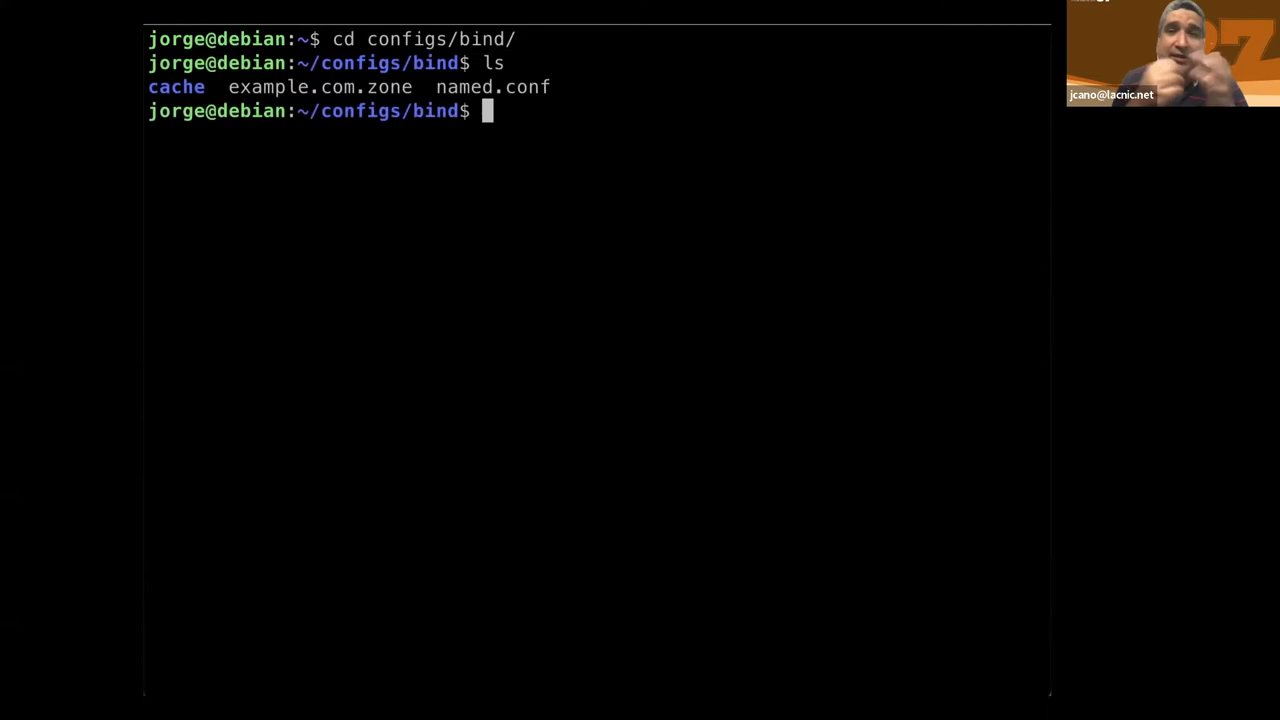 jorge@debian:~$ cd configs/bind/
jorge@debian:~/configs/bind$ ls
cache  example.com.zone  named.conf
jorge@debian:~/configs/bind$
37
jcano@lacnic.net